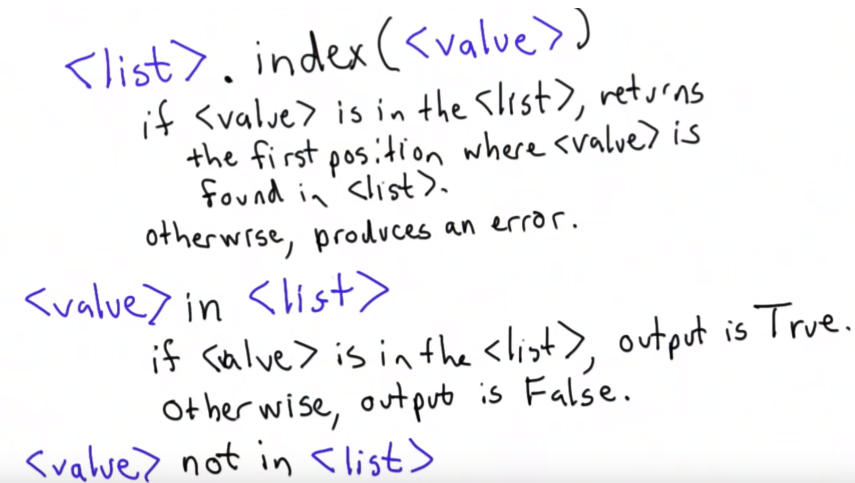 <list>. index(<value>)
if <value> is in the <list>, returns
the first position where <value> is
found in <list>.
otherwise, produces an error.
<value> in <list>
if <value> is in the <list>, output is True.
Otherwise, output is False.
<value> not in <list>